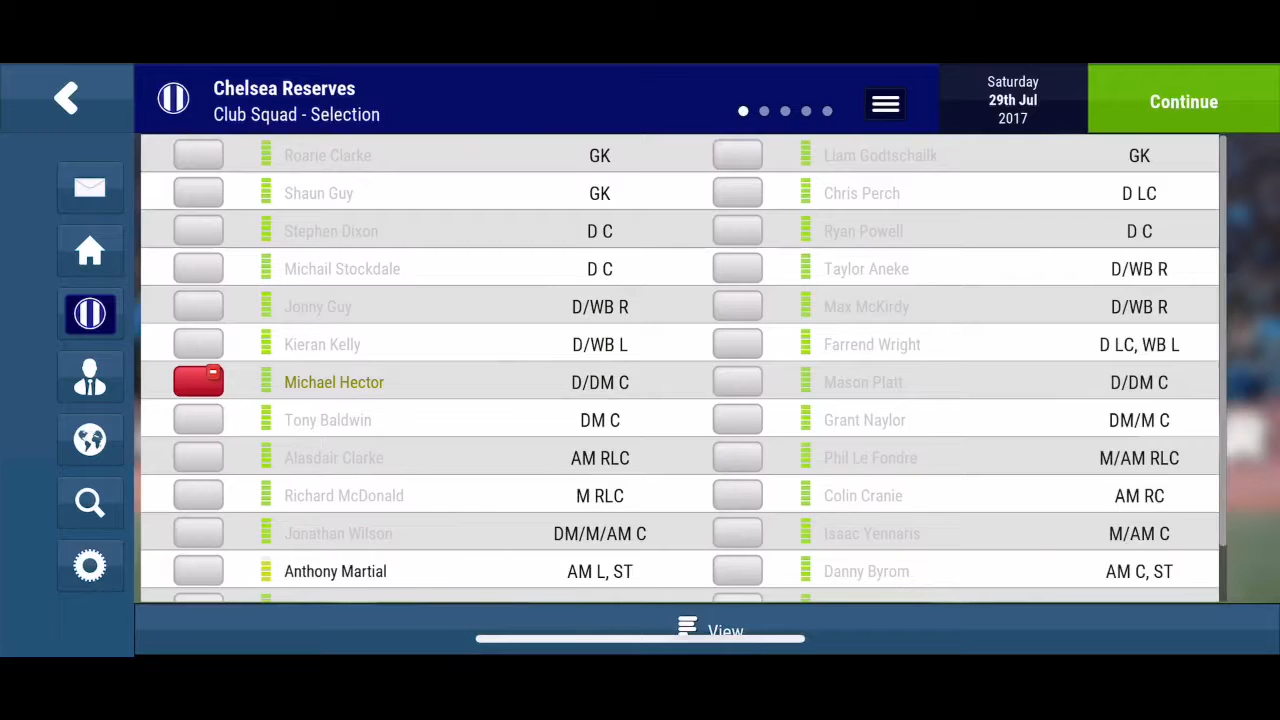 Chelsea Reserves
Club Squad - Selection
Saturday
29th Jul
2017
Continue
Roarie Clarke GK Liam Godtschailk GK
Shaun Guy GK Chris Perch D LC
Stephen Dixon D C Ryan Powell D C
Michail Stockdale D C Taylor Aneke D/WB R
Jonny Guy D/WB R Max McKirdy D/WB R
Kieran Kelly D/WB L Farrend Wright D LC, WB L
Michael Hector D/DM C Mason Platt D/DM C
Tony Baldwin DM C Grant Naylor DM/M C
Alasdair Clarke AM RLC Phil Le Fondre M/AM RLC
Richard McDonald M RLC Colin Cranie AM RC
Jonathan Wilson DM/M/AM C Isaac Yennaris M/AM C
Anthony Martial AM L, ST Danny Byrom AM C, ST
View